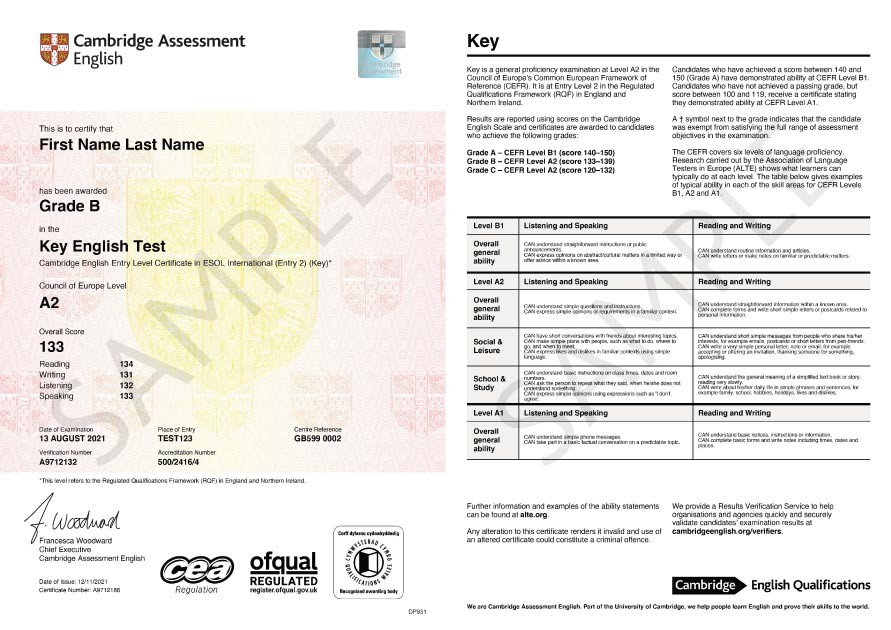 Cambridge Assessment
English
Cambridge
Assessment
This is to certify that
First Name Last Name
has been awarded
Grade B
in the
Key English Test
Cambridge English Entry Level Certificate in ESOL International (Entry 2) (Key)*
Council of Europe Level
A2
Overall Score
133
Reading 134
Writing 131
Listening 132
Speaking 133
Date of Examination Place of Entry Centre Reference
13 AUGUST 2021 TEST123 GB599 0002
Verification Number Accreditation Number
A9712132 500/2416/4
*This level refers to the Regulated Qualifications Framework (RQF) in England and Northern Ireland.
SAMPLE
F. Woodward
Francesca Woodward
Chief Executive
Cambridge Assessment English
Date of Issue: 12/11/2021
Certificate Number: A9712186
cea
Regulation
ofqual
REGULATED
register.ofqual.gov.uk
Corff dyfarnu cydnabyddedig
CYMWYSTERAU CYMRU
QUALIFICATIONS WALES
Recognised awarding body
DP931
Key
Key is a general proficiency examination at Level A2 in the
Council of Europe's Common European Framework of
Reference (CEFR). It is at Entry Level 2 in the Regulated
Qualifications Framework (RQF) in England and
Northern Ireland.
Results are reported using scores on the Cambridge
English Scale and certificates are awarded to candidates
who achieve the following grades:
Grade A – CEFR Level B1 (score 140–150)
Grade B – CEFR Level A2 (score 133–139)
Grade C – CEFR Level A2 (score 120–132)
Candidates who have achieved a score between 140 and
150 (Grade A) have demonstrated ability at CEFR Level B1.
Candidates who have not achieved a passing grade, but
score between 100 and 119, receive a certificate stating
they demonstrated ability at CEFR Level A1.
A † symbol next to the grade indicates that the candidate
was exempt from satisfying the full range of assessment
objectives in the examination.
The CEFR covers six levels of language proficiency.
Research carried out by the Association of Language
Testers in Europe (ALTE) shows what learners can
typically do at each level. The table below gives examples
of typical ability in each of the skill areas for CEFR Levels
B1, A2 and A1.
SAMPLE
Level B1 Listening and Speaking Reading and Writing
Overall
general
ability
CAN understand straightforward instructions or public
announcements.
CAN express opinions on abstract/cultural matters in a limited way or
offer advice within a known area.
CAN understand routine information and articles.
CAN write letters or make notes on familiar or predictable matters.
Level A2 Listening and Speaking Reading and Writing
Overall
general
ability
CAN understand simple questions and instructions.
CAN express simple opinions or requirements in a familiar context.
CAN understand straightforward information within a known area.
CAN complete forms and write short simple letters or postcards related to
personal information.
Social &
Leisure
CAN have short conversations with friends about interesting topics.
CAN make simple plans with people, such as what to do, where to
go, and when to meet.
CAN express likes and dislikes in familiar contexts using simple
language.
CAN understand short simple messages from people who share his/her
interests, for example emails, postcards or short letters from pen-friends.
CAN write a very simple personal letter, note or email, for example
accepting or offering an invitation, thanking someone for something,
apologising.
School &
Study
CAN understand basic instructions on class times, dates and room
numbers.
CAN ask the person to repeat what they said, when he/she does not
understand something.
CAN express simple opinions using expressions such as 'I don't
agree'.
CAN understand the general meaning of a simplified text book or story,
reading very slowly.
CAN write about his/her daily life in simple phrases and sentences, for
example family, school, hobbies, holidays, likes and dislikes.
Level A1 Listening and Speaking Reading and Writing
Overall
general
ability
CAN understand simple phone messages.
CAN take part in a basic factual conversation on a predictable topic.
CAN understand basic notices, instructions or information.
CAN complete basic forms and write notes including times, dates and
places.
Further information and examples of the ability statements
can be found at alte.org.
Any alteration to this certificate renders it invalid and use of
an altered certificate could constitute a criminal offence.
We provide a Results Verification Service to help
organisations and agencies quickly and securely
validate candidates' examination results at
cambridgeenglish.org/verifiers.
Cambridge English Qualifications
We are Cambridge Assessment English. Part of the University of Cambridge, we help people learn English and prove their skills to the world.